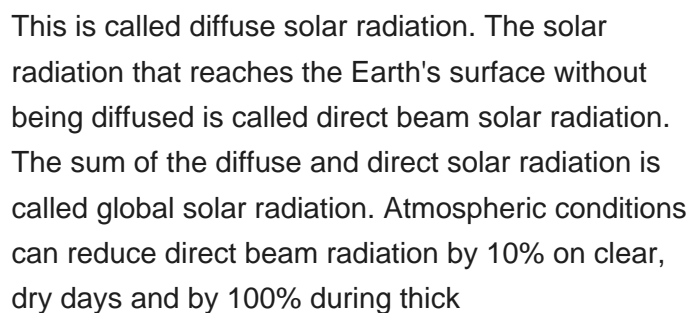 This is called diffuse solar radiation. The solar
radiation that reaches the Earth's surface without
being diffused is called direct beam solar radiation.
The sum of the diffuse and direct solar radiation is
called global solar radiation. Atmospheric conditions
can reduce direct beam radiation by 10% on clear,
dry days and by 100% during thick